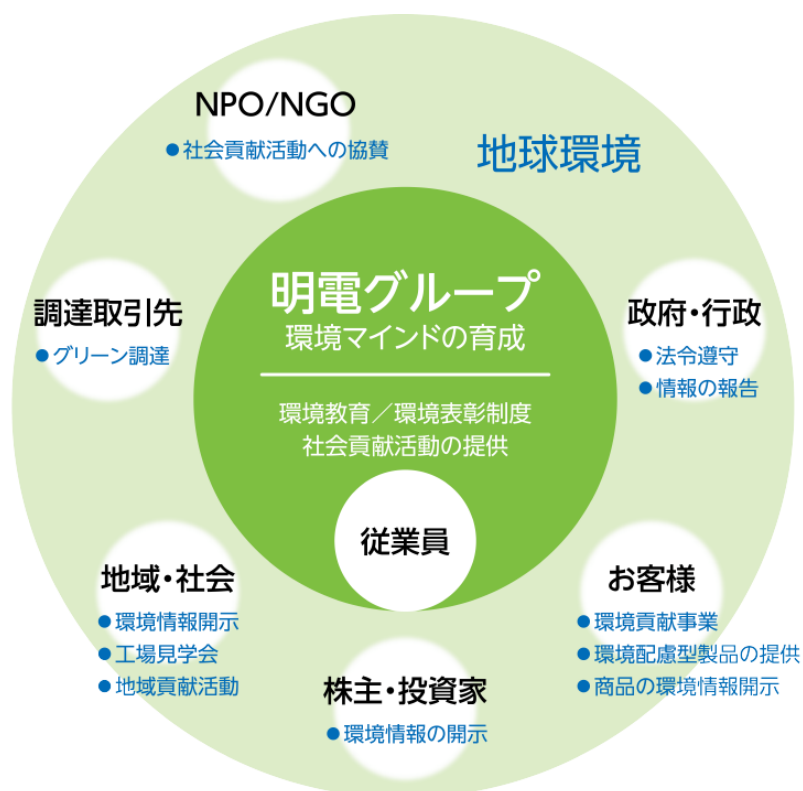 NPO/NGO
●社会貢献活動への協賛
地球環境
明電グループ
環境マインドの育成
環境教育／環境表彰制度
社会貢献活動の提供
従業員
調達取引先
●グリーン調達
政府・行政
●法令遵守
●情報の報告
地域・社会
●環境情報開示
●工場見学会
●地域貢献活動
株主・投資家
●環境情報の開示
お客様
●環境貢献事業
●環境配慮型製品の提供
●商品の環境情報開示